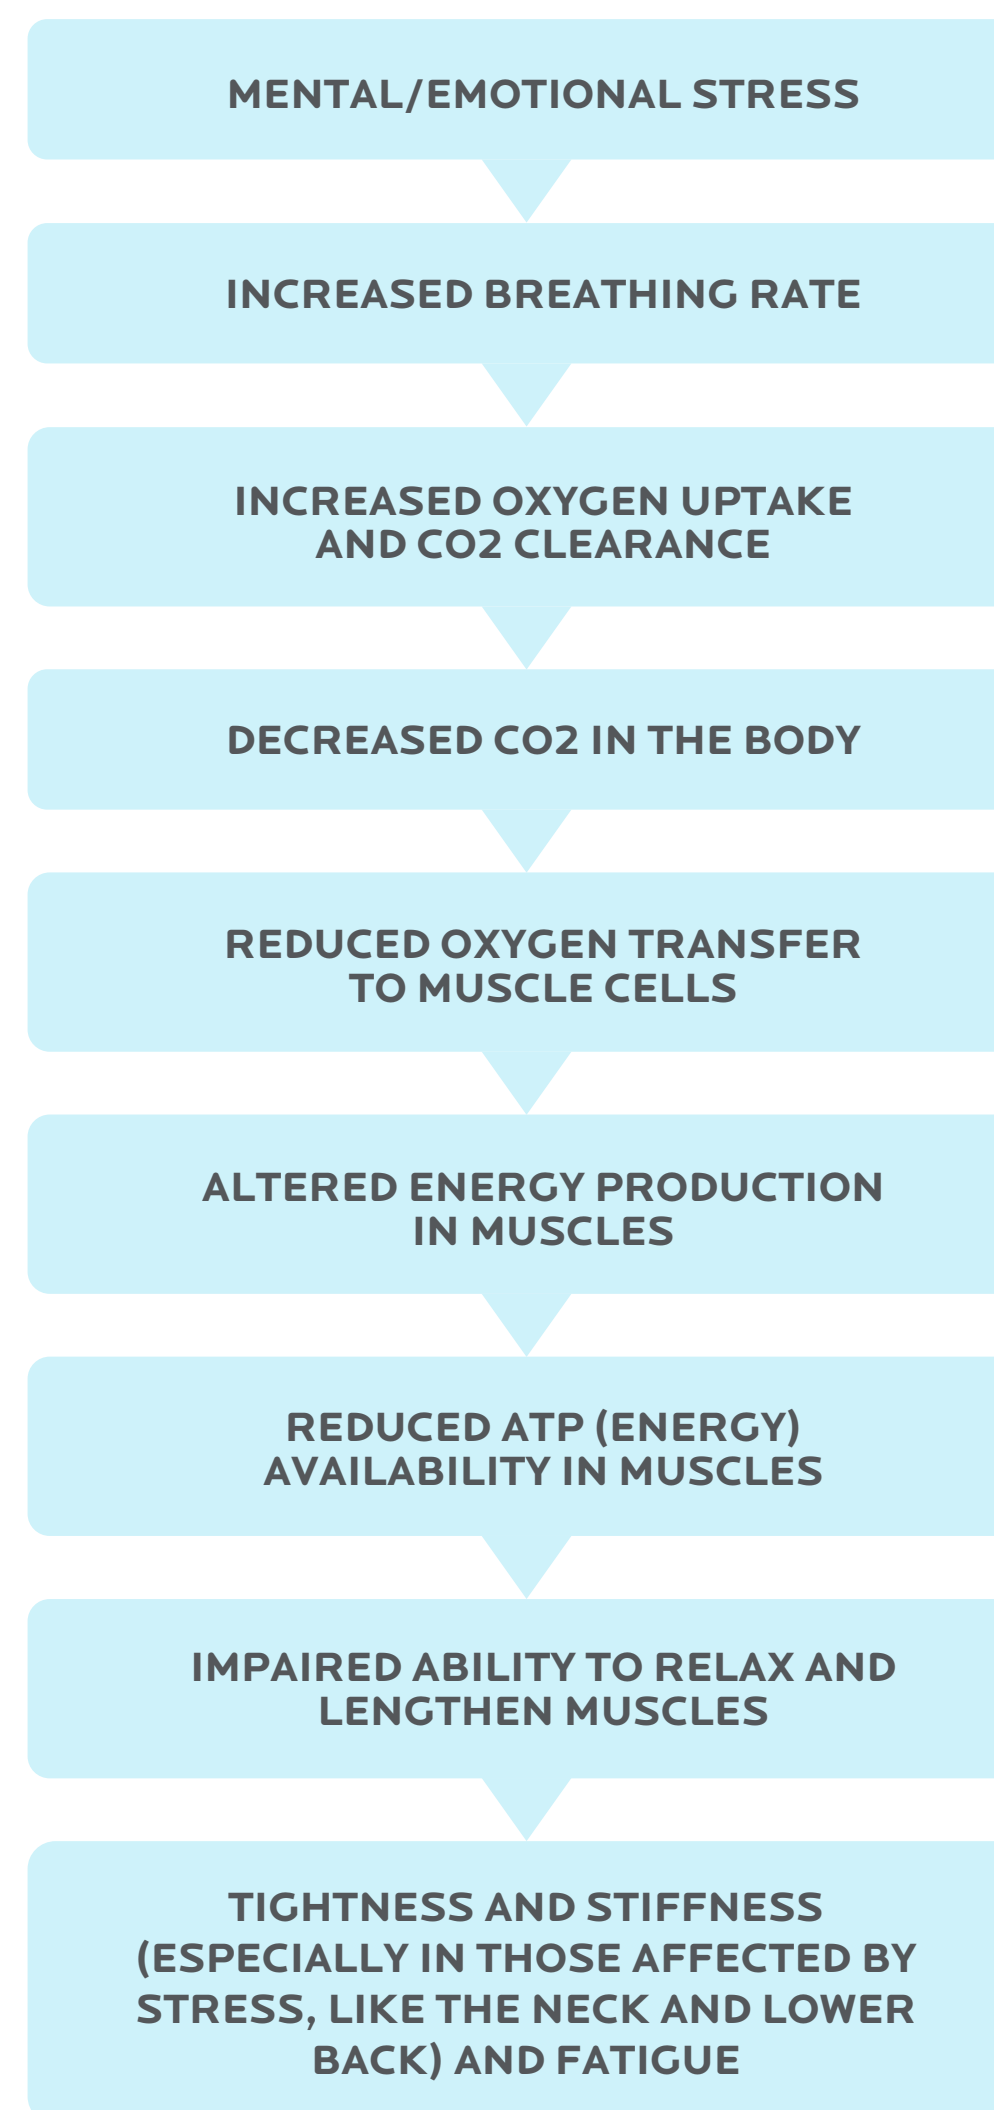 MENTAL/EMOTIONAL STRESS
INCREASED BREATHING RATE
INCREASED OXYGEN UPTAKE
AND CO2 CLEARANCE
DECREASED CO2 IN THE BODY
REDUCED OXYGEN TRANSFER
TO MUSCLE CELLS
ALTERED ENERGY PRODUCTION
IN MUSCLES
REDUCED ATP (ENERGY)
AVAILABILITY IN MUSCLES
IMPAIRED ABILITY TO RELAX AND
LENGTHEN MUSCLES
TIGHTNESS AND STIFFNESS
(ESPECIALLY IN THOSE AFFECTED BY
STRESS, LIKE THE NECK AND LOWER
BACK) AND FATIGUE